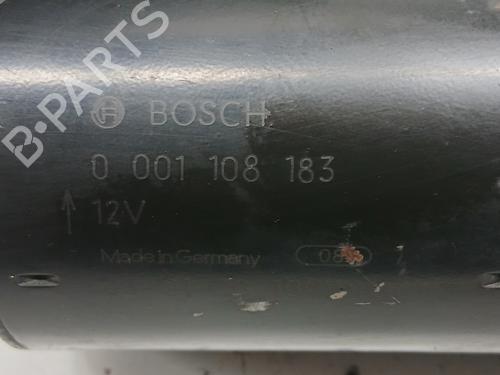 B-PARTS
BOSCH
0 001 108 183
12V
Made in Germany